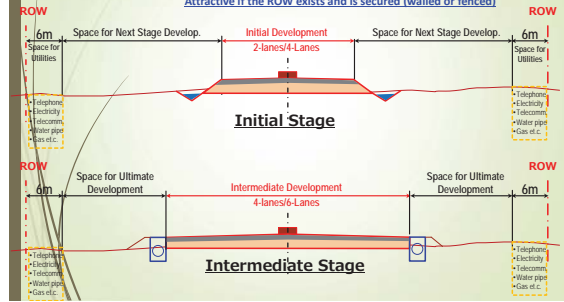 Attractive if the ROW exists and is secured (walled or fenced)
ROW
ROW
6m
Space for Next Stage Develop.
Initial Development
Space for Next Stage Develop.
6m
Space for
Utilities
2-lanes/4-Lanes
Space for
Utilities
•Telephone
•Electricity
•Telecomm.
•Water pipe
•Gas et.c.
•Telephone
•Electricity
•Telecomm.
•Water pipe
•Gas et.c.
Initial Stage
ROW
ROW
6m
Space for Ultimate
Development
Intermediate Development
4-lanes/6-Lanes
Space for Ultimate
Development
6m
•Telephone
•Electricity
•Telecomm.
•Water pipe
•Gas et.c.
•Telephone
•Electricity
•Telecomm.
•Water pipe
•Gas et.c.
Intermediate Stage